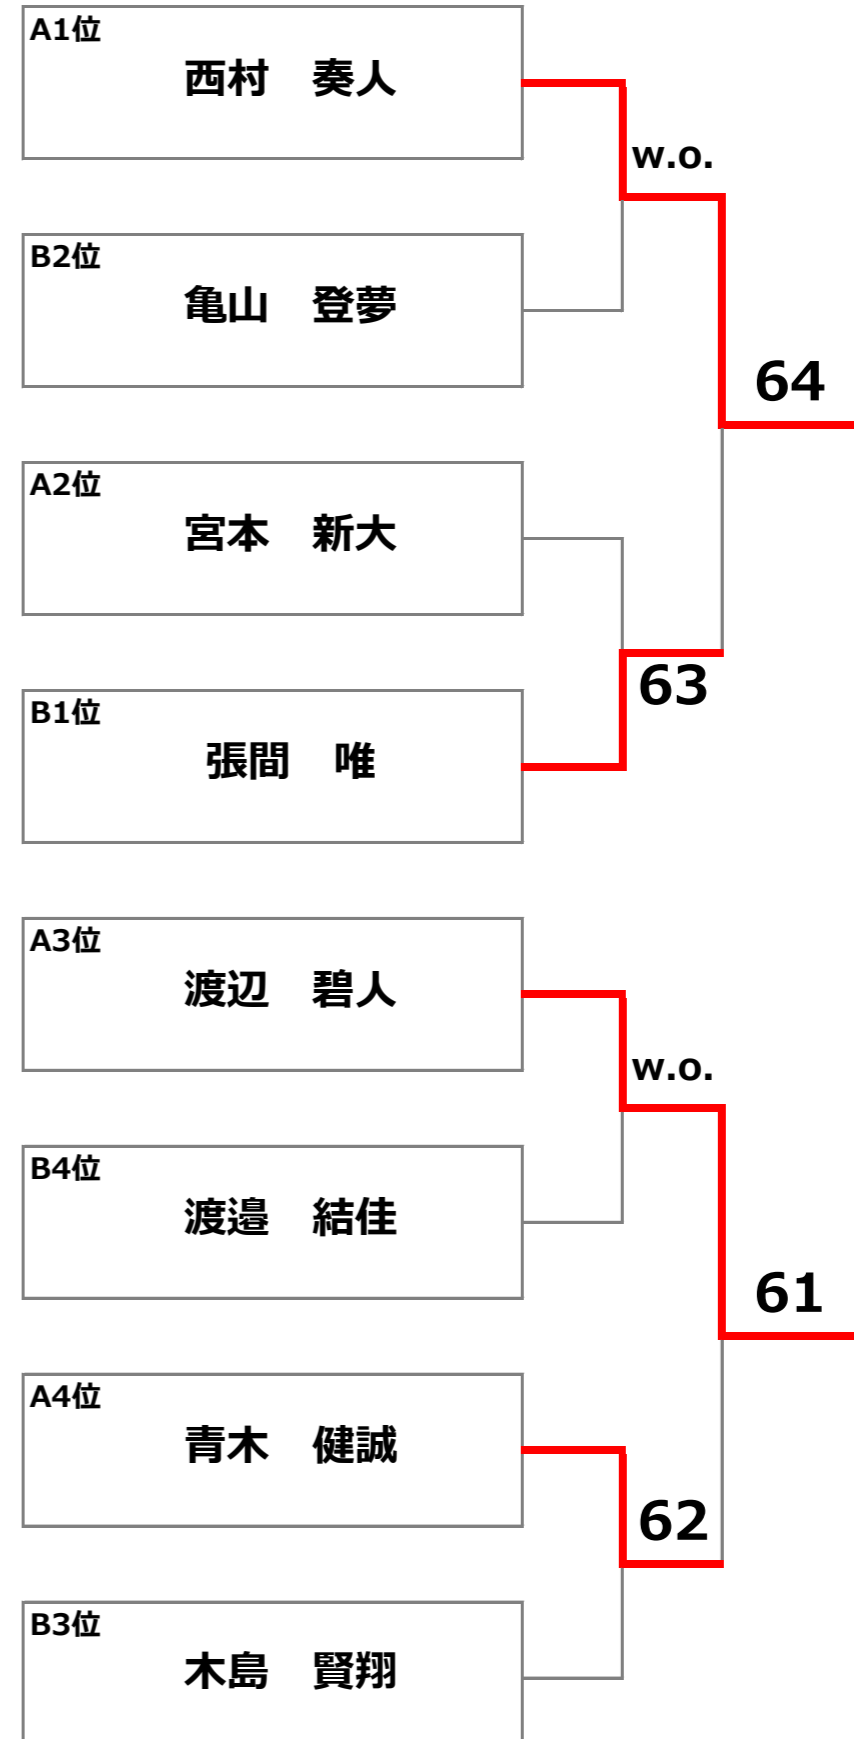 A1位
西村　奏人
w.o.
B2位
亀山　登夢
64
A2位
宮本　新大
63
B1位
張間　唯
A3位
渡辺　碧人
w.o.
B4位
渡邉　結佳
61
A4位
青木　健誠
62
B3位
木島　賢翔